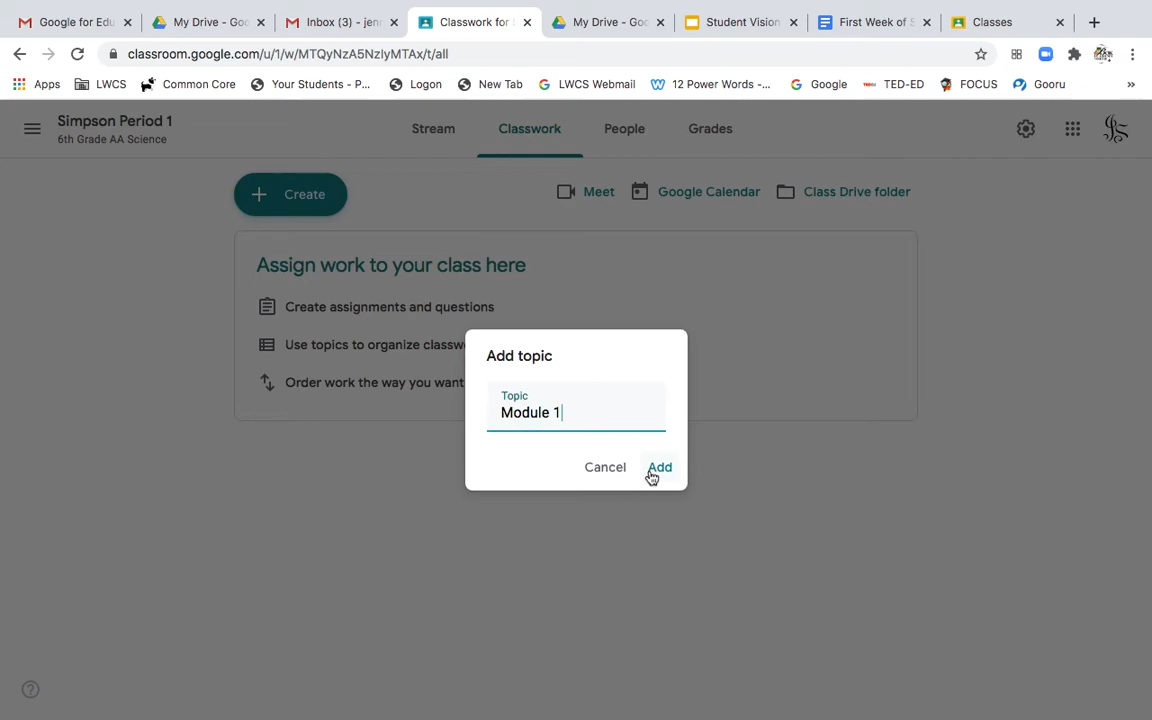 Google for Edu
My Drive - Goo
Inbox (3) - jenn
Classwork for S
My Drive - Goo
Student Vision
First Week of S
Classes
classroom.google.com/u/1/w/MTQyNzA5NzIyMTAx/t/all
Apps
LWCS
Common Core
Your Students - P...
Logon
New Tab
LWCS Webmail
12 Power Words -...
Google
TED-ED
FOCUS
Gooru
»
Simpson Period 1
6th Grade AA Science
Stream
Classwork
People
Grades
Create
Meet
Google Calendar
Class Drive folder
Assign work to your class here
Create assignments and questions
Use topics to organize classw
Order work the way you want
Add topic
Topic
Module 1
Cancel
Add